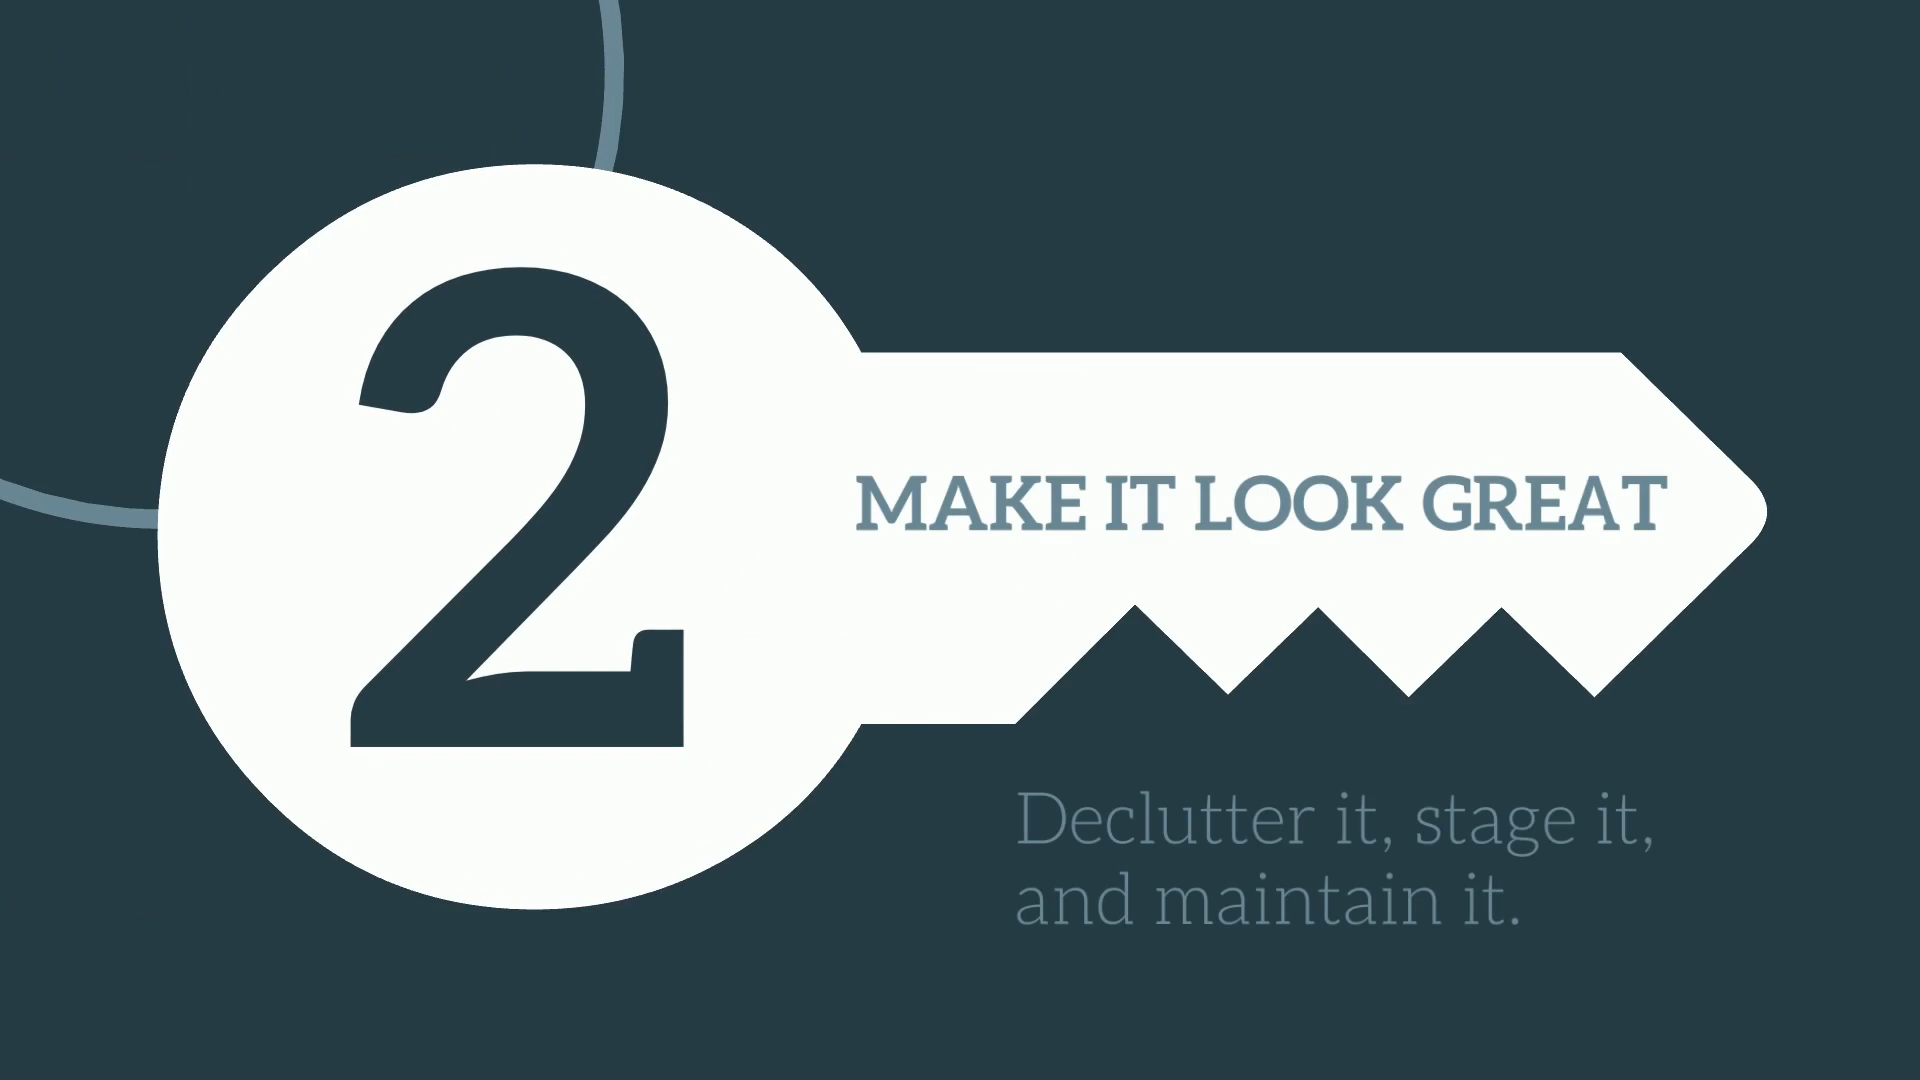 2
MAKE IT LOOK GREAT
Declutter it, stage it,
and maintain it.